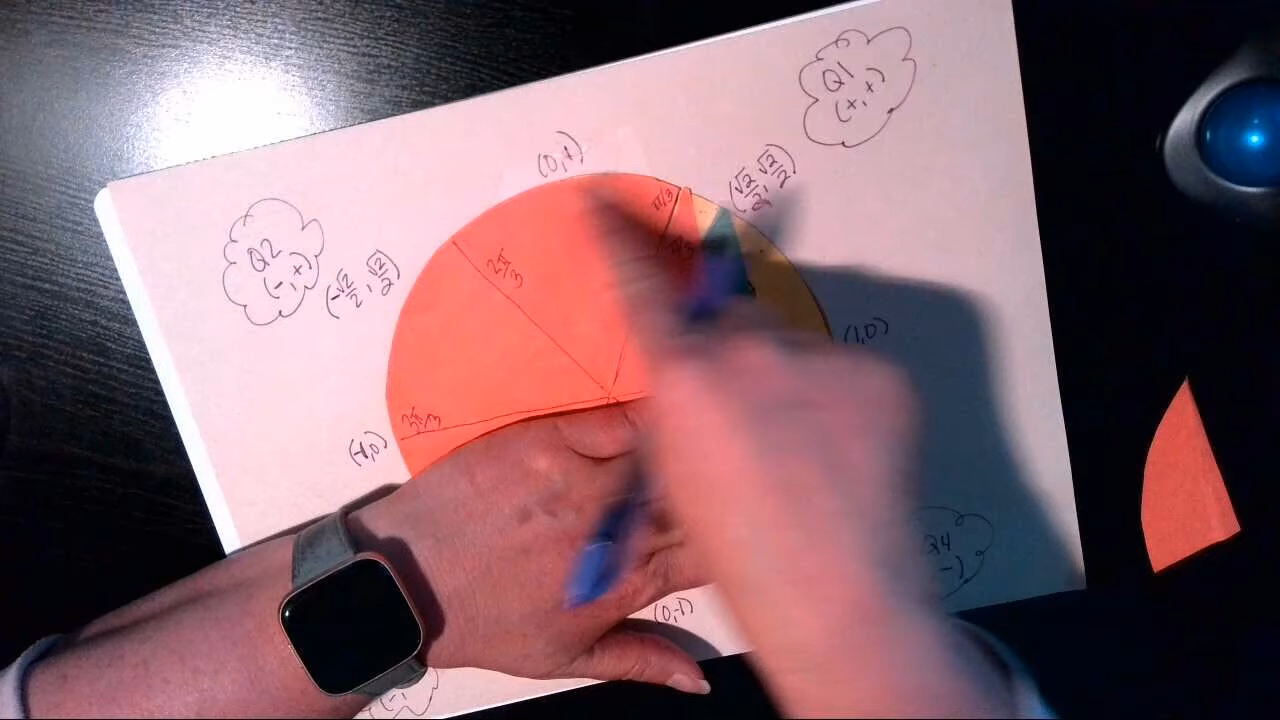 Q1
(+,+)
(0,1)
(√2/2, √2/2)
π/3
Q2
(-,+)
(-√2/2, √2/2)
2π/3
(1,0)
3π/3
(-1,0)
(0,-1)